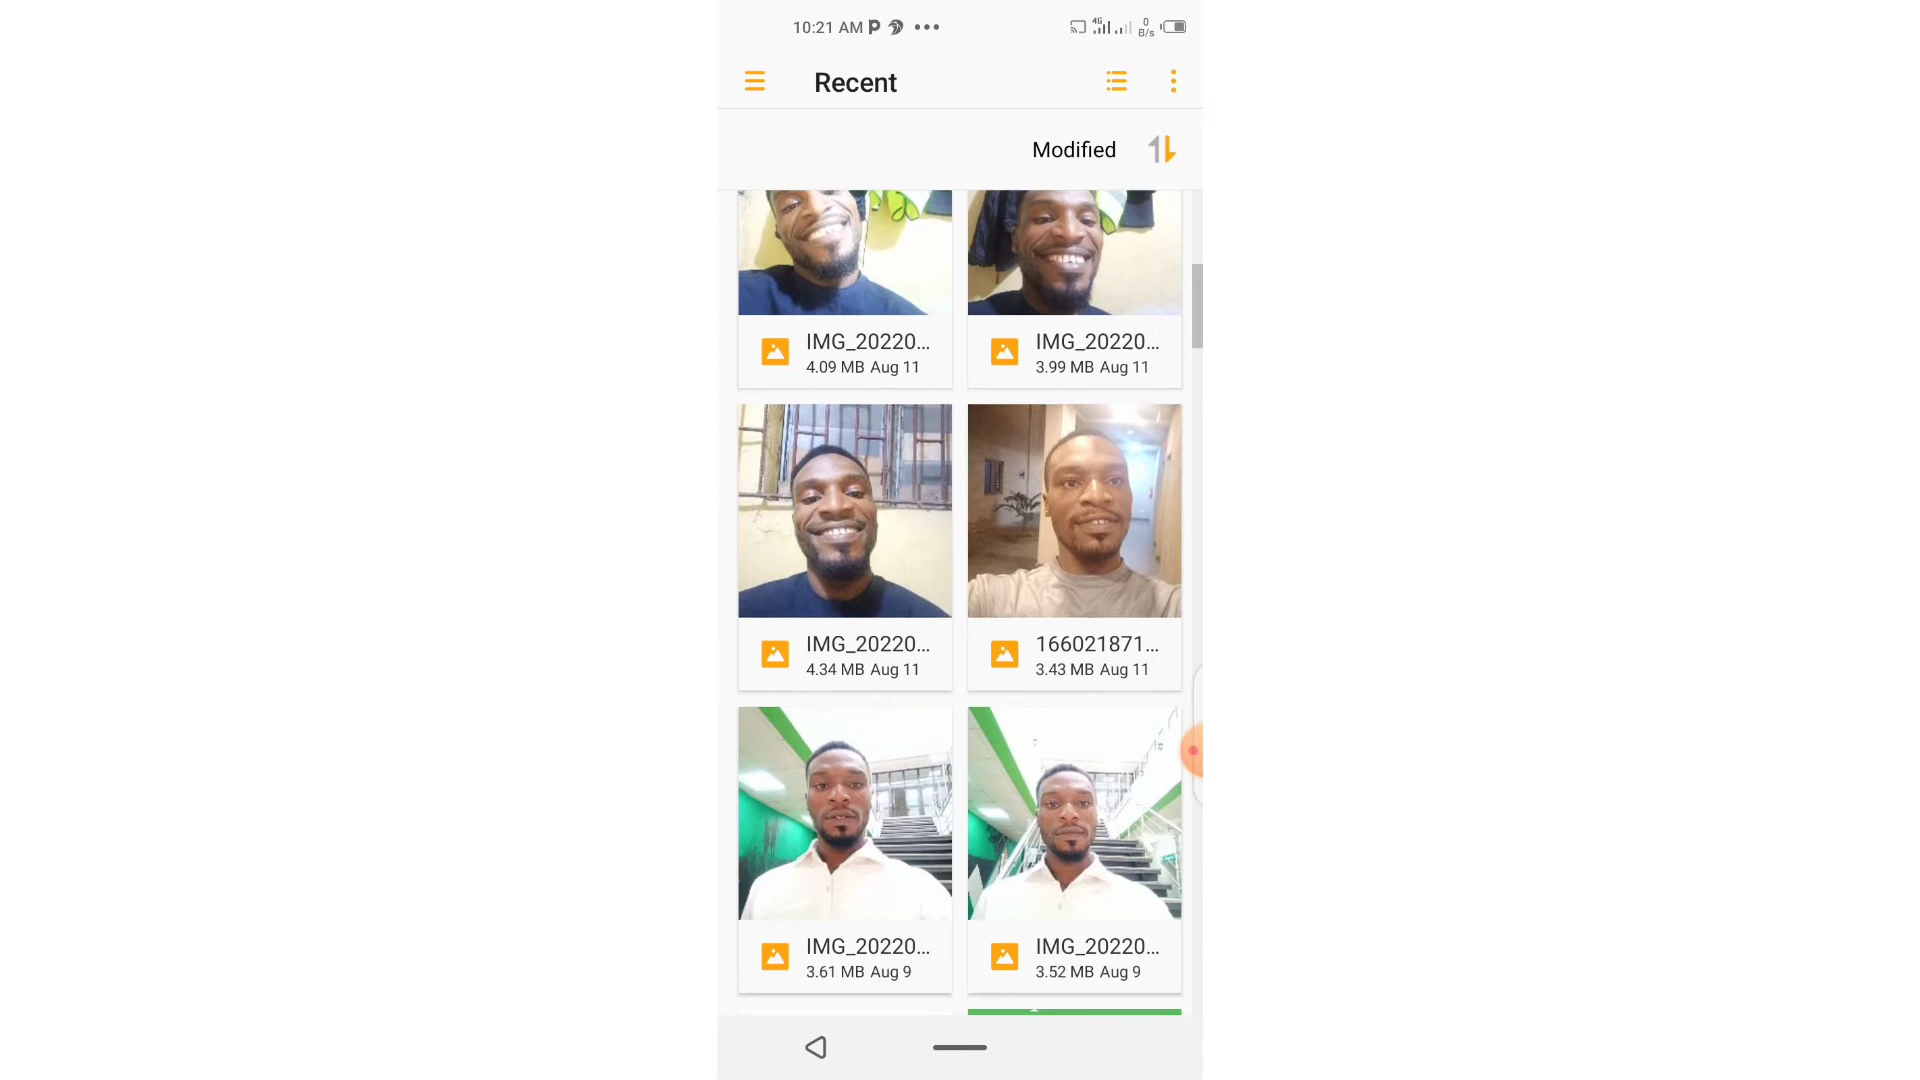 10:21 AM
4G
0
B/s
Recent
Modified
IMG_20220...
4.09 MB Aug 11
IMG_20220...
3.99 MB Aug 11
IMG_20220...
4.34 MB Aug 11
166021871...
3.43 MB Aug 11
IMG_20220...
3.61 MB Aug 9
IMG_20220...
3.52 MB Aug 9